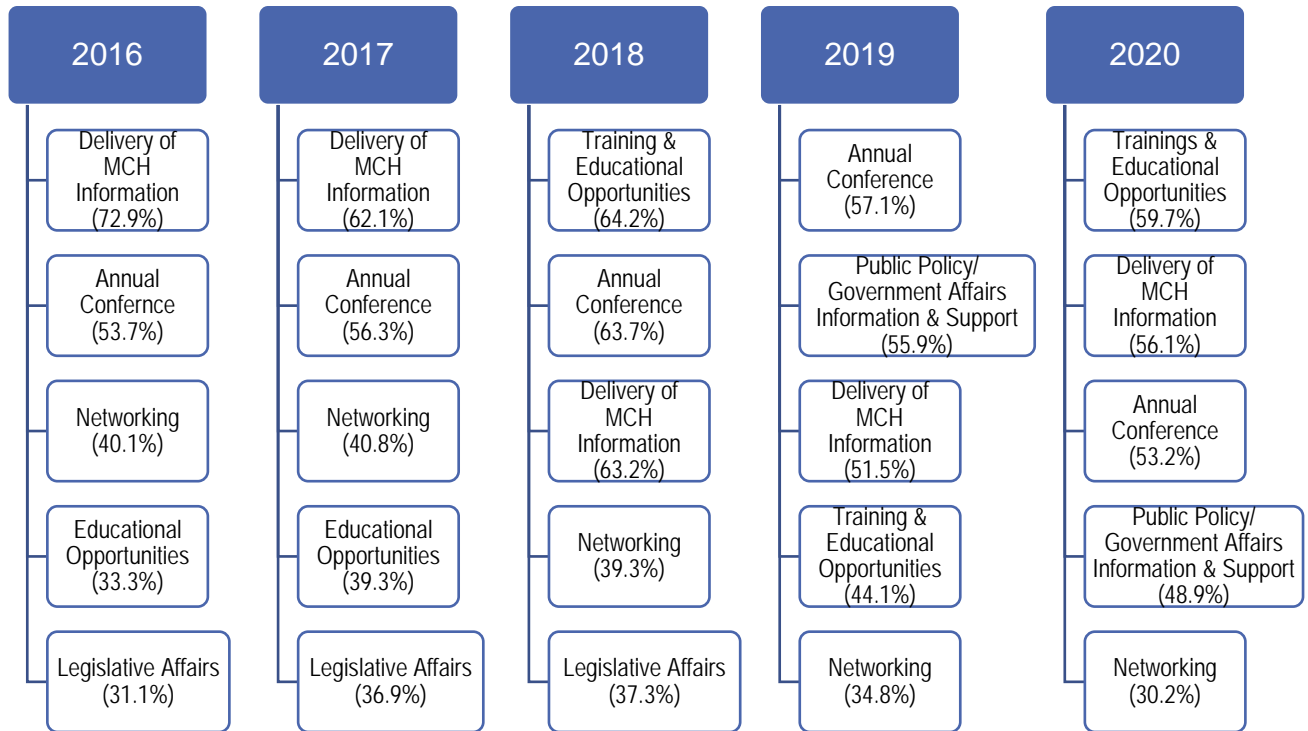 2016
Delivery of
MCH
Information
(72.9%)
Annual
Confernce
(53.7%)
Networking
(40.1%)
Educational
Opportunities
(33.3%)
Legislative Affairs
(31.1%)
2017
Delivery of
MCH
Information
(62.1%)
Annual
Conference
(56.3%)
Networking
(40.8%)
Educational
Opportunities
(39.3%)
Legislative Affairs
(36.9%)
2018
Training &
Educational
Opportunities
(64.2%)
Annual
Conference
(63.7%)
Delivery of
MCH
Information
(63.2%)
Networking
(39.3%)
Legislative Affairs
(37.3%)
2019
Annual
Conference
(57.1%)
Public Policy/
Government Affairs
Information & Support
(55.9%)
Delivery of
MCH
Information
(51.5%)
Training &
Educational
Opportunities
(44.1%)
Networking
(34.8%)
2020
Trainings &
Educational
Opportunities
(59.7%)
Delivery of
MCH
Information
(56.1%)
Annual
Conference
(53.2%)
Public Policy/
Government Affairs
Information & Support
(48.9%)
Networking
(30.2%)